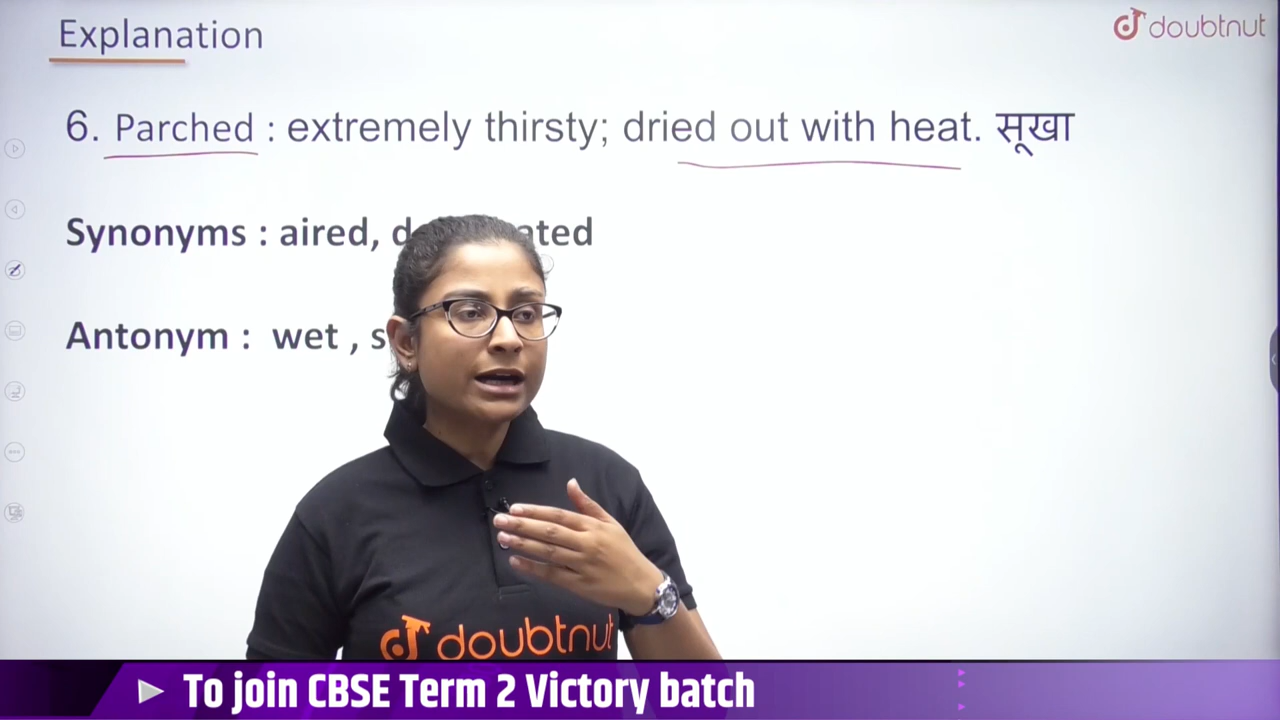 Explanation
doubtnut
6. Parched : extremely thirsty; dried out with heat. सूखा
Synonyms : aired,
Antonym : wet ,
doubtnut
To join CBSE Term 2 Victory batch